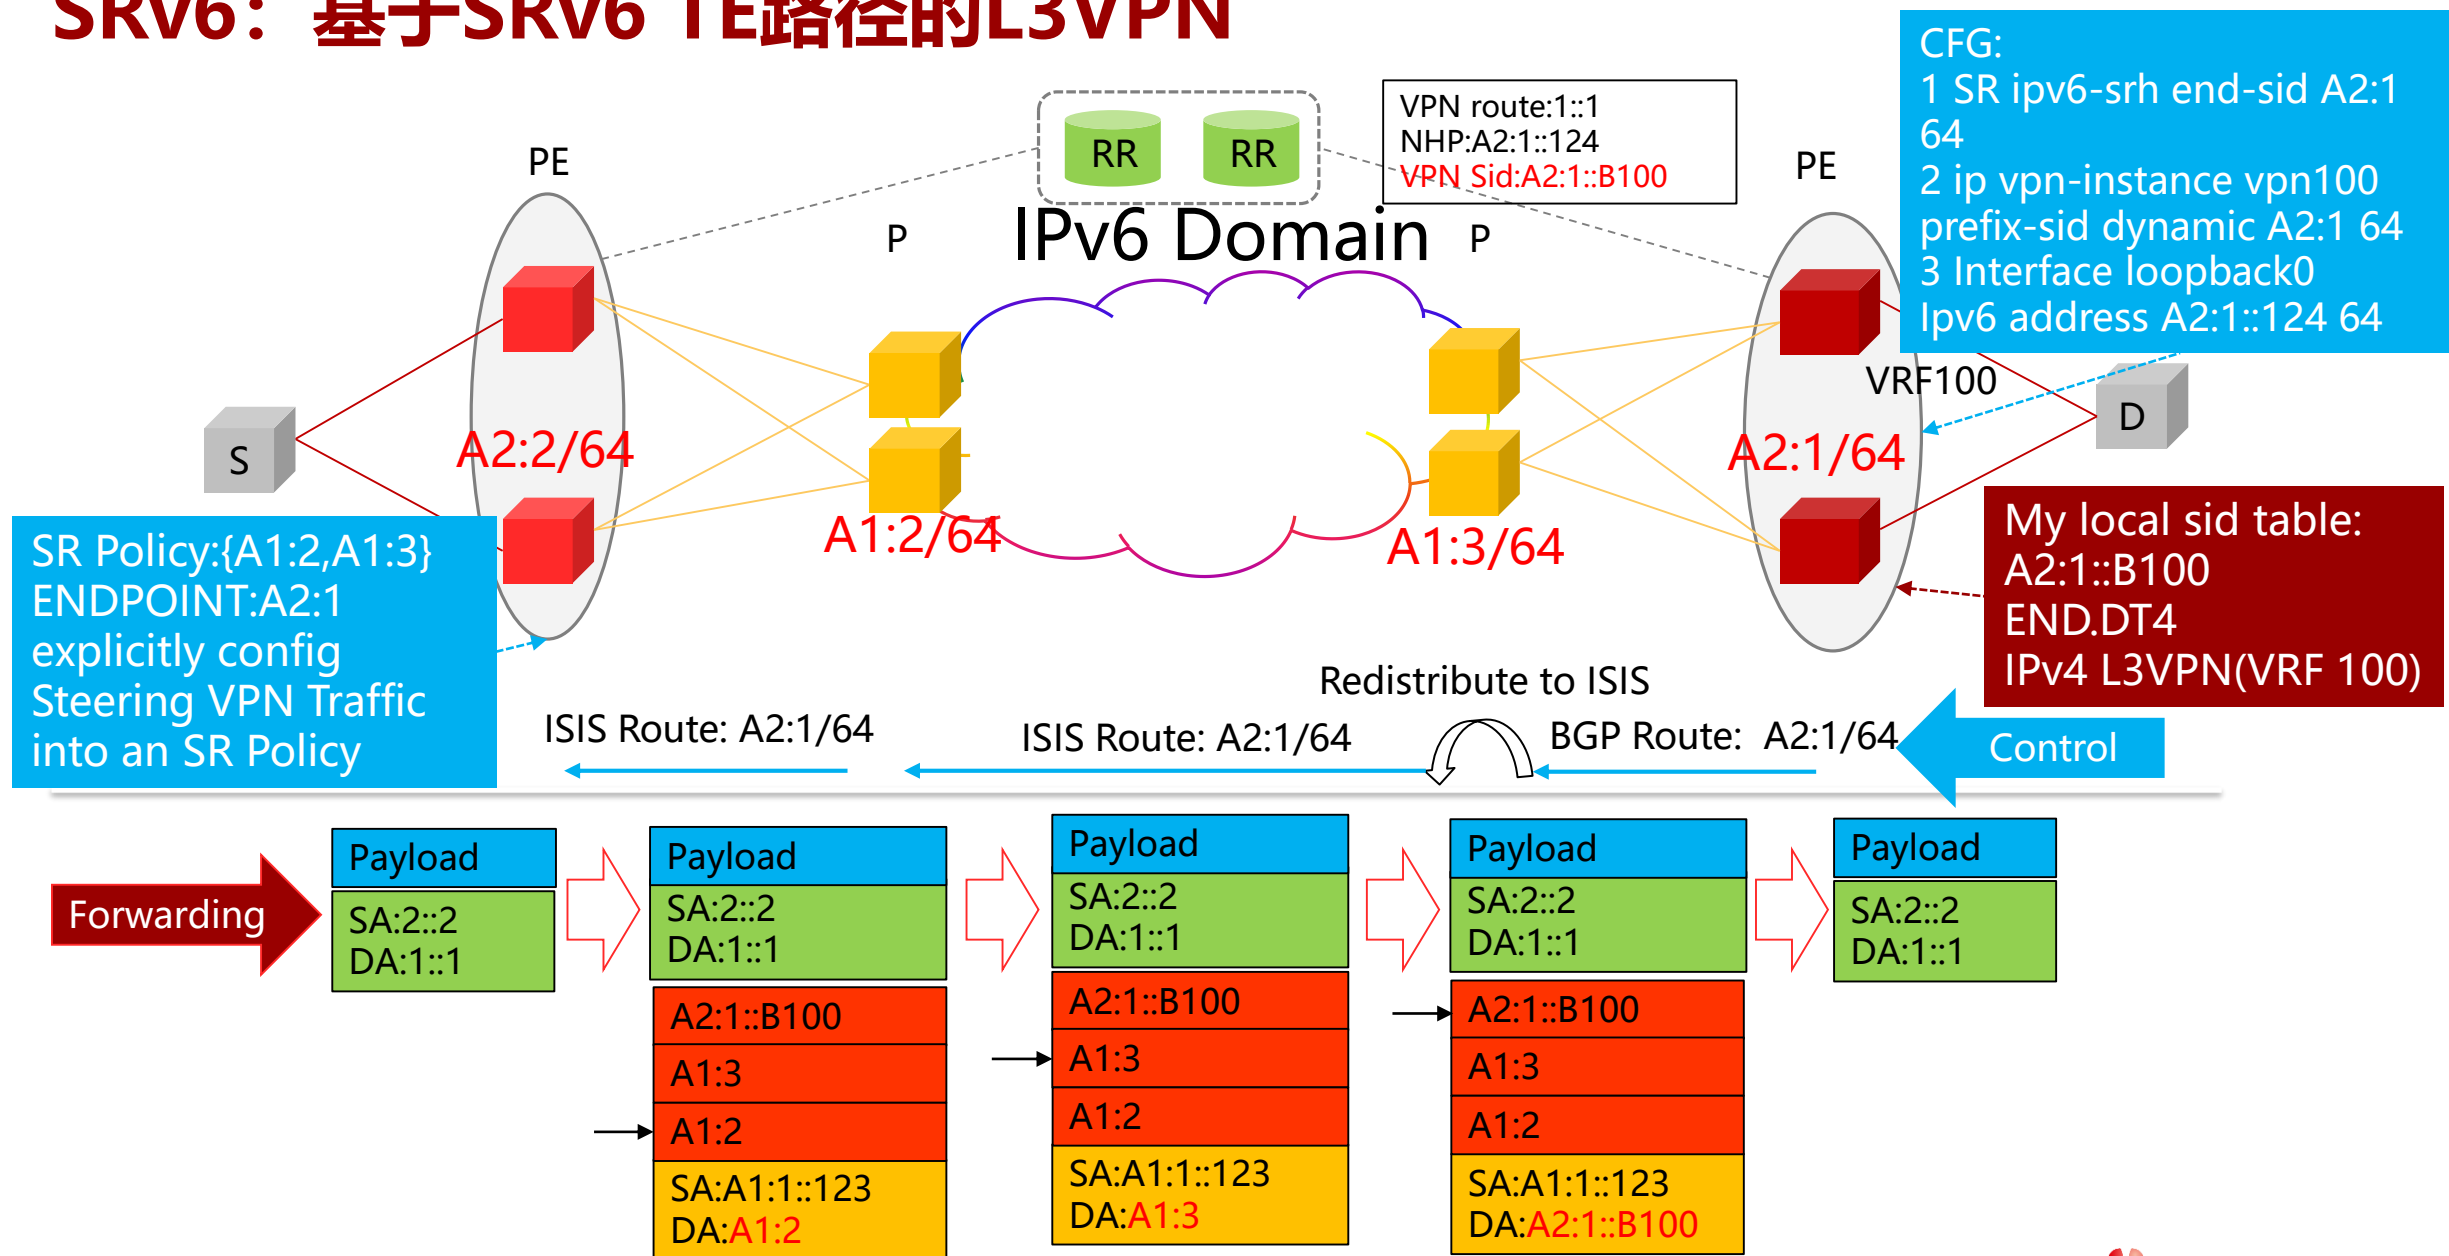 SRv6：基于SRv6 TE路径的L3VPN
CFG:
1 SR ipv6-srh end-sid A2:1
64
2 ip vpn-instance vpn100
prefix-sid dynamic A2:1 64
3 Interface loopback0
Ipv6 address A2:1::124 64
VPN route:1::1
NHP:A2:1::124
VPN Sid:A2:1::B100
RR
RR
PE
PE
P
IPv6 Domain
P
VRF100
S
D
A2:2/64
A2:1/64
A1:2/64
A1:3/64
SR Policy:{A1:2,A1:3}
ENDPOINT:A2:1
explicitly config
Steering VPN Traffic
into an SR Policy
My local sid table:
A2:1::B100
END.DT4
IPv4 L3VPN(VRF 100)
Redistribute to ISIS
ISIS Route: A2:1/64
ISIS Route: A2:1/64
BGP Route: A2:1/64
Control
Forwarding
Payload
SA:2::2
DA:1::1
Payload
SA:2::2
DA:1::1
A2:1::B100
A1:3
A1:2
SA:A1:1::123
DA:A1:2
Payload
SA:2::2
DA:1::1
A2:1::B100
A1:3
A1:2
SA:A1:1::123
DA:A1:3
Payload
SA:2::2
DA:1::1
A2:1::B100
A1:3
A1:2
SA:A1:1::123
DA:A2:1::B100
Payload
SA:2::2
DA:1::1